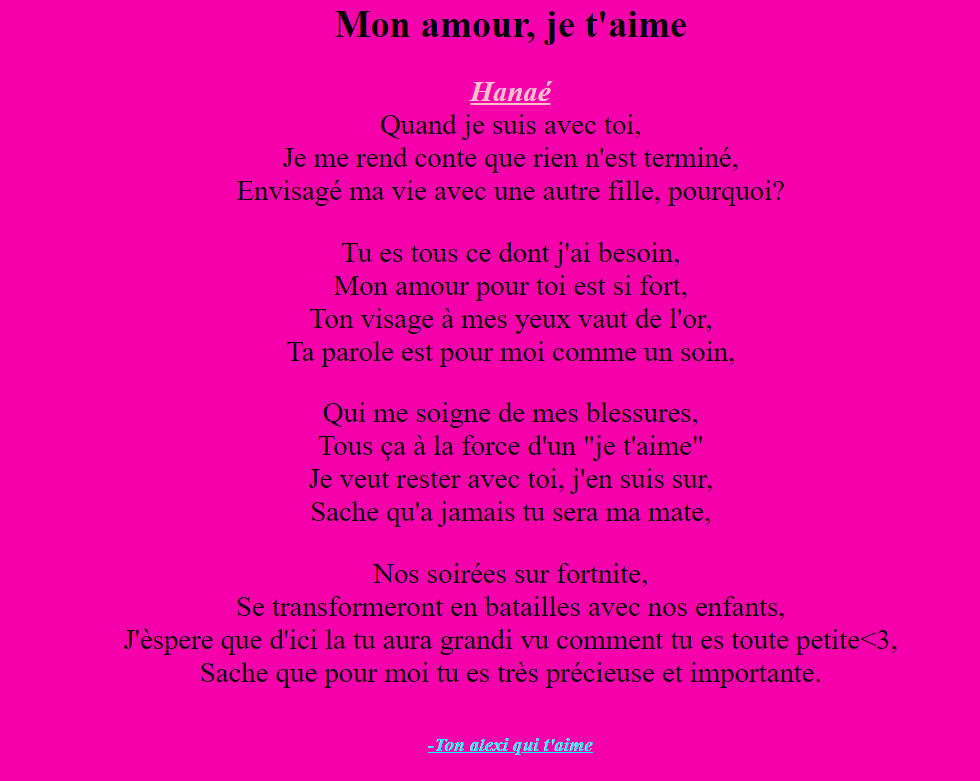 Mon amour, je t'aime
Hanaé
Quand je suis avec toi,
Je me rend conte que rien n'est terminé,
Envisagé ma vie avec une autre fille, pourquoi?
Tu es tous ce dont j'ai besoin,
Mon amour pour toi est si fort,
Ton visage à mes yeux vaut de l'or,
Ta parole est pour moi comme un soin,
Qui me soigne de mes blessures,
Tous ça à la force d'un "je t'aime"
Je veut rester avec toi, j'en suis sur,
Sache qu'a jamais tu sera ma mate,
Nos soirées sur fortnite,
Se transformeront en batailles avec nos enfants,
J'èspere que d'ici la tu aura grandi vu comment tu es toute petite<3,
Sache que pour moi tu es très précieuse et importante.
-Ton alexi qui t'aime